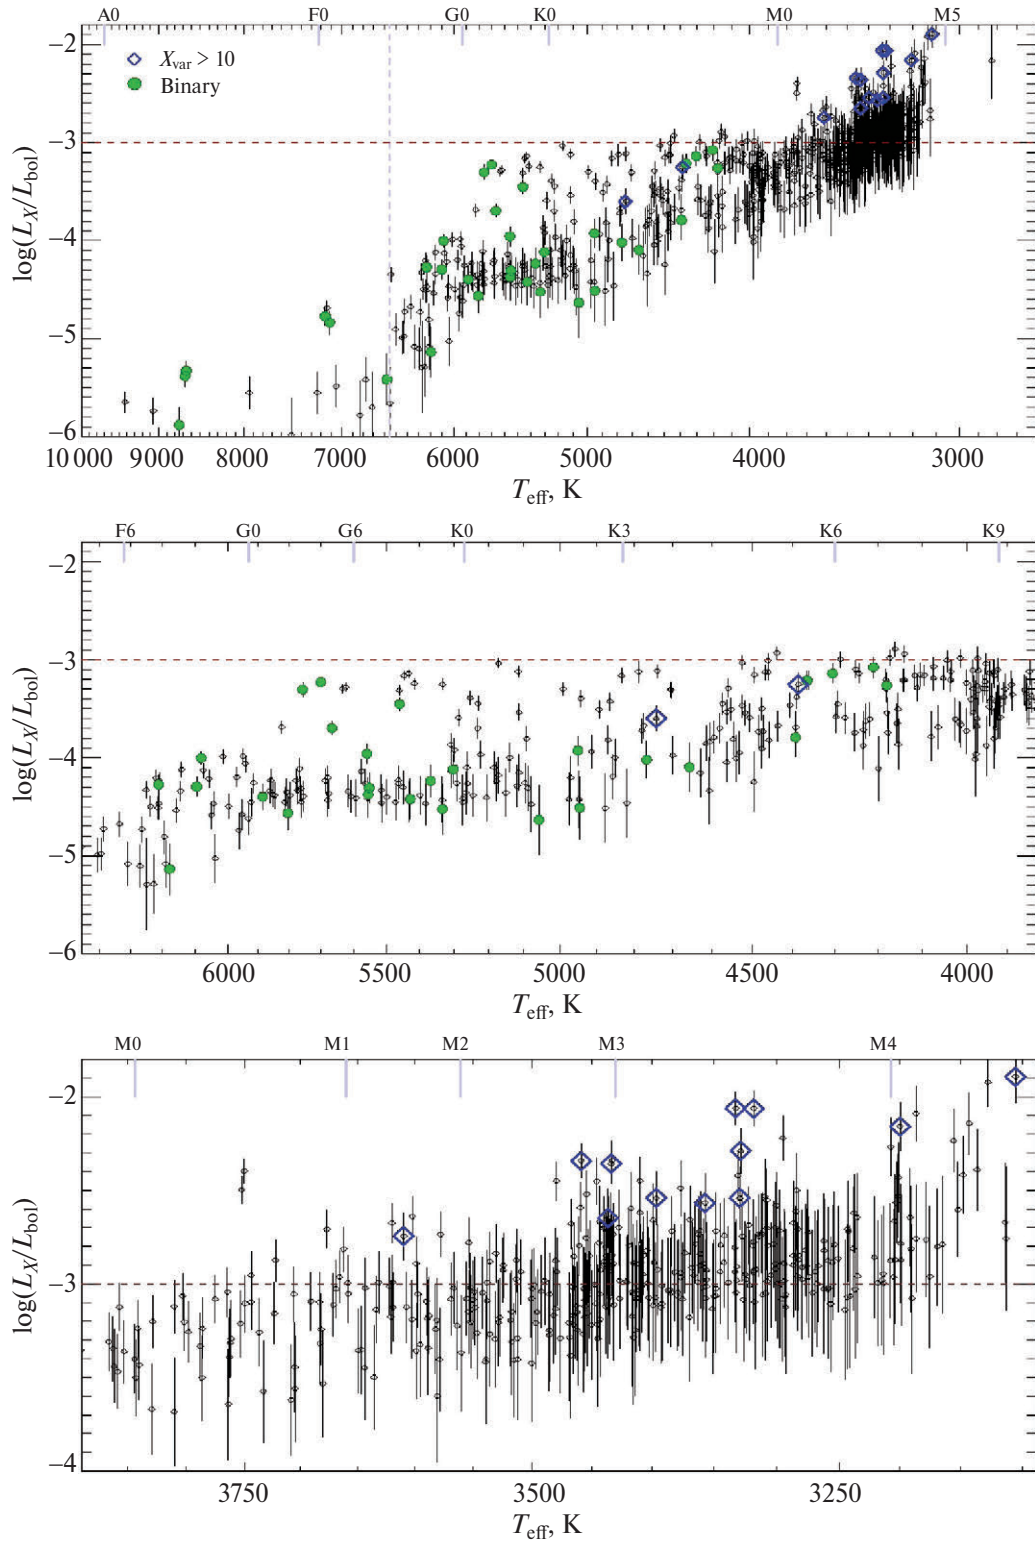 A0 F0 G0 K0 M0 M5
−2
X_var > 10
Binary
−3
log(L_X/L_bol)
−4
−5
−6
10 000 9000 8000 7000 6000 5000 4000 3000
T_eff, K
F6 G0 G6 K0 K3 K6 K9
−2
−3
log(L_X/L_bol)
−4
−5
−6
6000 5500 5000 4500 4000
T_eff, K
M0 M1 M2 M3 M4
−2
log(L_X/L_bol)
−3
−4
3750 3500 3250
T_eff, K